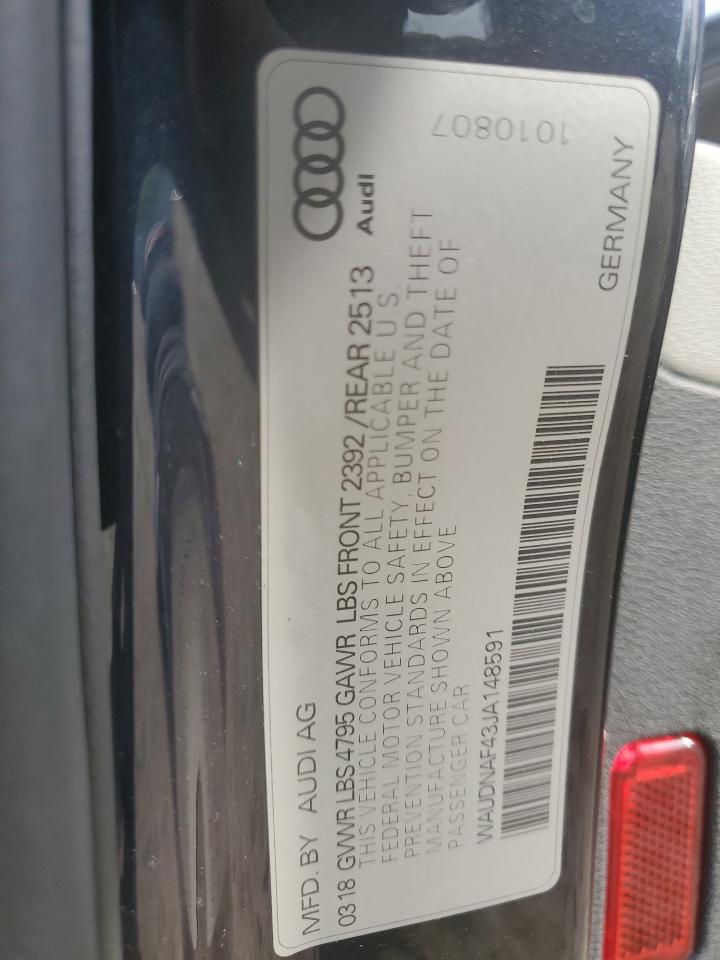 MFD. BY AUDI AG
0318 GVWR LBS 4795 GAWR LBS FRONT 2392 /REAR 2513
THIS VEHICLE CONFORMS TO ALL APPLICABLE U.S.
FEDERAL MOTOR VEHICLE SAFETY, BUMPER AND THEFT
PREVENTION STANDARDS IN EFFECT ON THE DATE OF
MANUFACTURE SHOWN ABOVE
PASSENGER CAR
WAUDNAF43JA148591
Audi
1010807
GERMANY